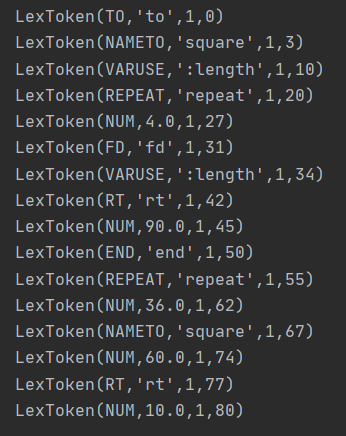 LexToken(TO,'to',1,0)
LexToken(NAMETO,'square',1,3)
LexToken(VARUSE,':length',1,10)
LexToken(REPEAT,'repeat',1,20)
LexToken(NUM,4.0,1,27)
LexToken(FD,'fd',1,31)
LexToken(VARUSE,':length',1,34)
LexToken(RT,'rt',1,42)
LexToken(NUM,90.0,1,45)
LexToken(END,'end',1,50)
LexToken(REPEAT,'repeat',1,55)
LexToken(NUM,36.0,1,62)
LexToken(NAMETO,'square',1,67)
LexToken(NUM,60.0,1,74)
LexToken(RT,'rt',1,77)
LexToken(NUM,10.0,1,80)